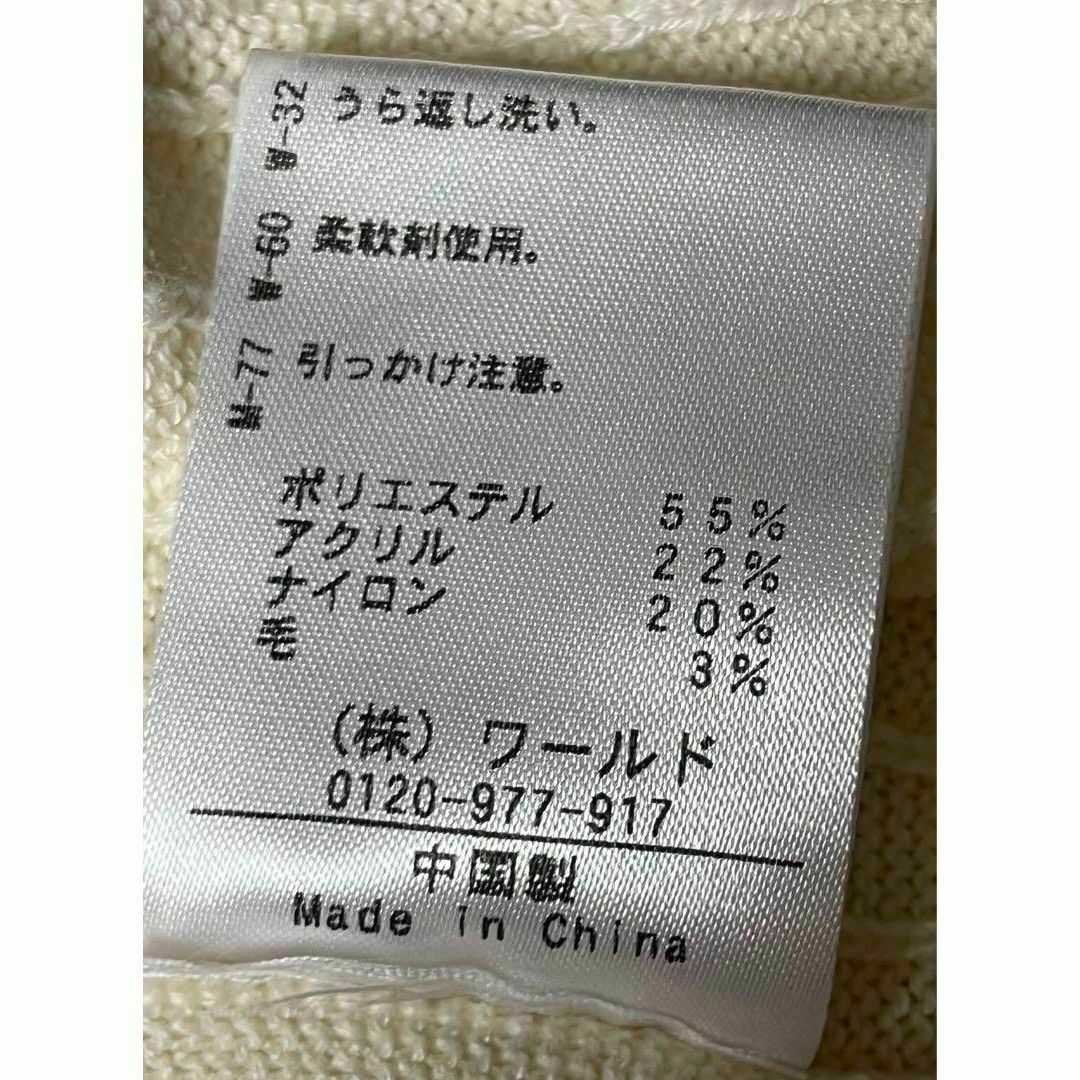 W-32 うら返し洗い。
W-60 柔軟剤使用。
W-77 引っかけ注意。
ポリエステル 55%
アクリル 22%
ナイロン 20%
毛 3%
(株) ワールド
0120-977-917
中国製
Made in China